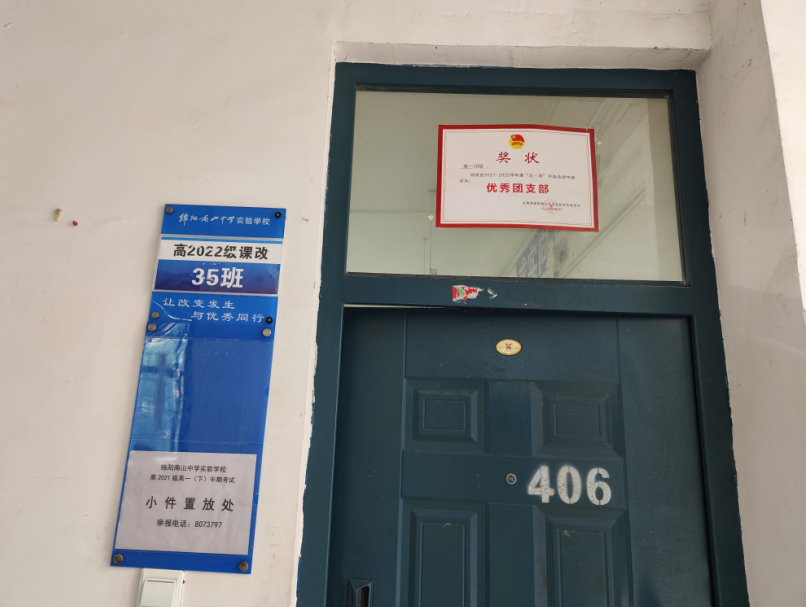 绵阳南山中学实验学校
高2022级课改
35班
让改变发生
与优秀同行
绵阳南山中学实验学校
高2021级高一（下）半期考试
小件置放处
举报电话：8073797
奖状
优秀团支部
406